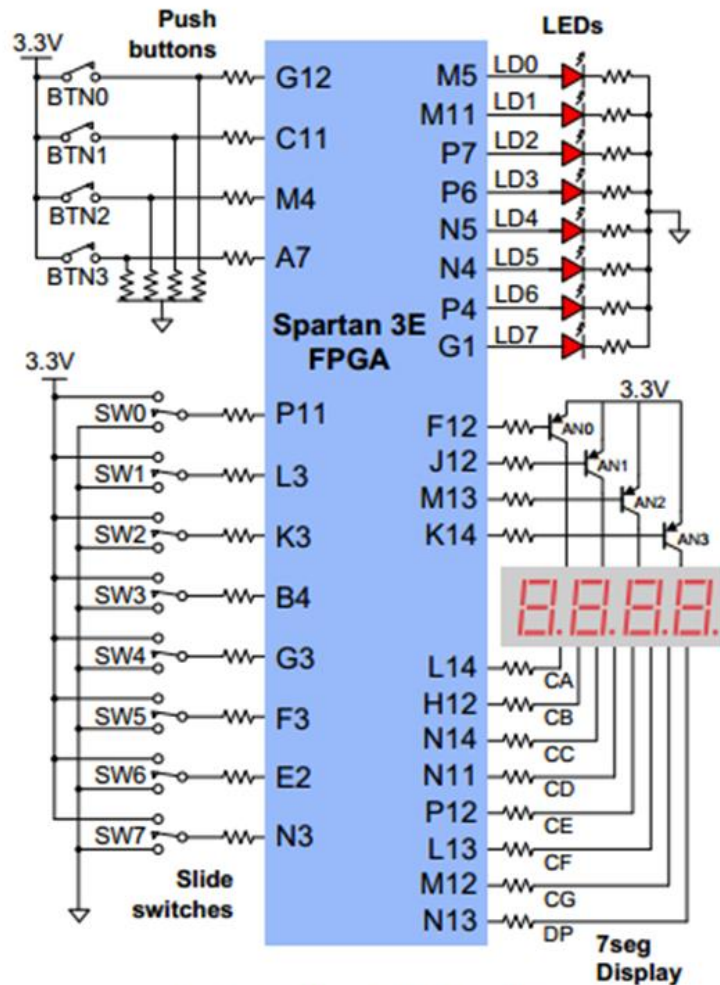 Push
buttons
3.3V
BTN0
G12
BTN1
C11
BTN2
M4
BTN3
A7
Spartan 3E
FPGA
3.3V
SW0
P11
SW1
L3
SW2
K3
SW3
B4
SW4
G3
SW5
F3
SW6
E2
SW7
N3
Slide
switches
LEDs
M5 LD0
M11 LD1
P7 LD2
P6 LD3
N5 LD4
N4 LD5
P4 LD6
G1 LD7
3.3V
F12 AN0
J12 AN1
M13 AN2
K14 AN3
8.8.8.8.
L14 CA
H12 CB
N14 CC
N11 CD
P12 CE
L13 CF
M12 CG
N13 DP
7seg
Display